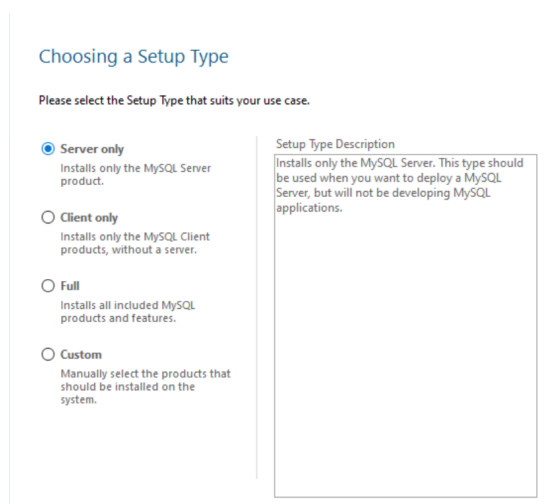 Choosing a Setup Type
Please select the Setup Type that suits your use case.
Server only
Installs only the MySQL Server
product.
Client only
Installs only the MySQL Client
products, without a server.
Full
Installs all included MySQL
products and features.
Custom
Manually select the products that
should be installed on the
system.
Setup Type Description
Installs only the MySQL Server. This type should
be used when you want to deploy a MySQL
Server, but will not be developing MySQL
applications.